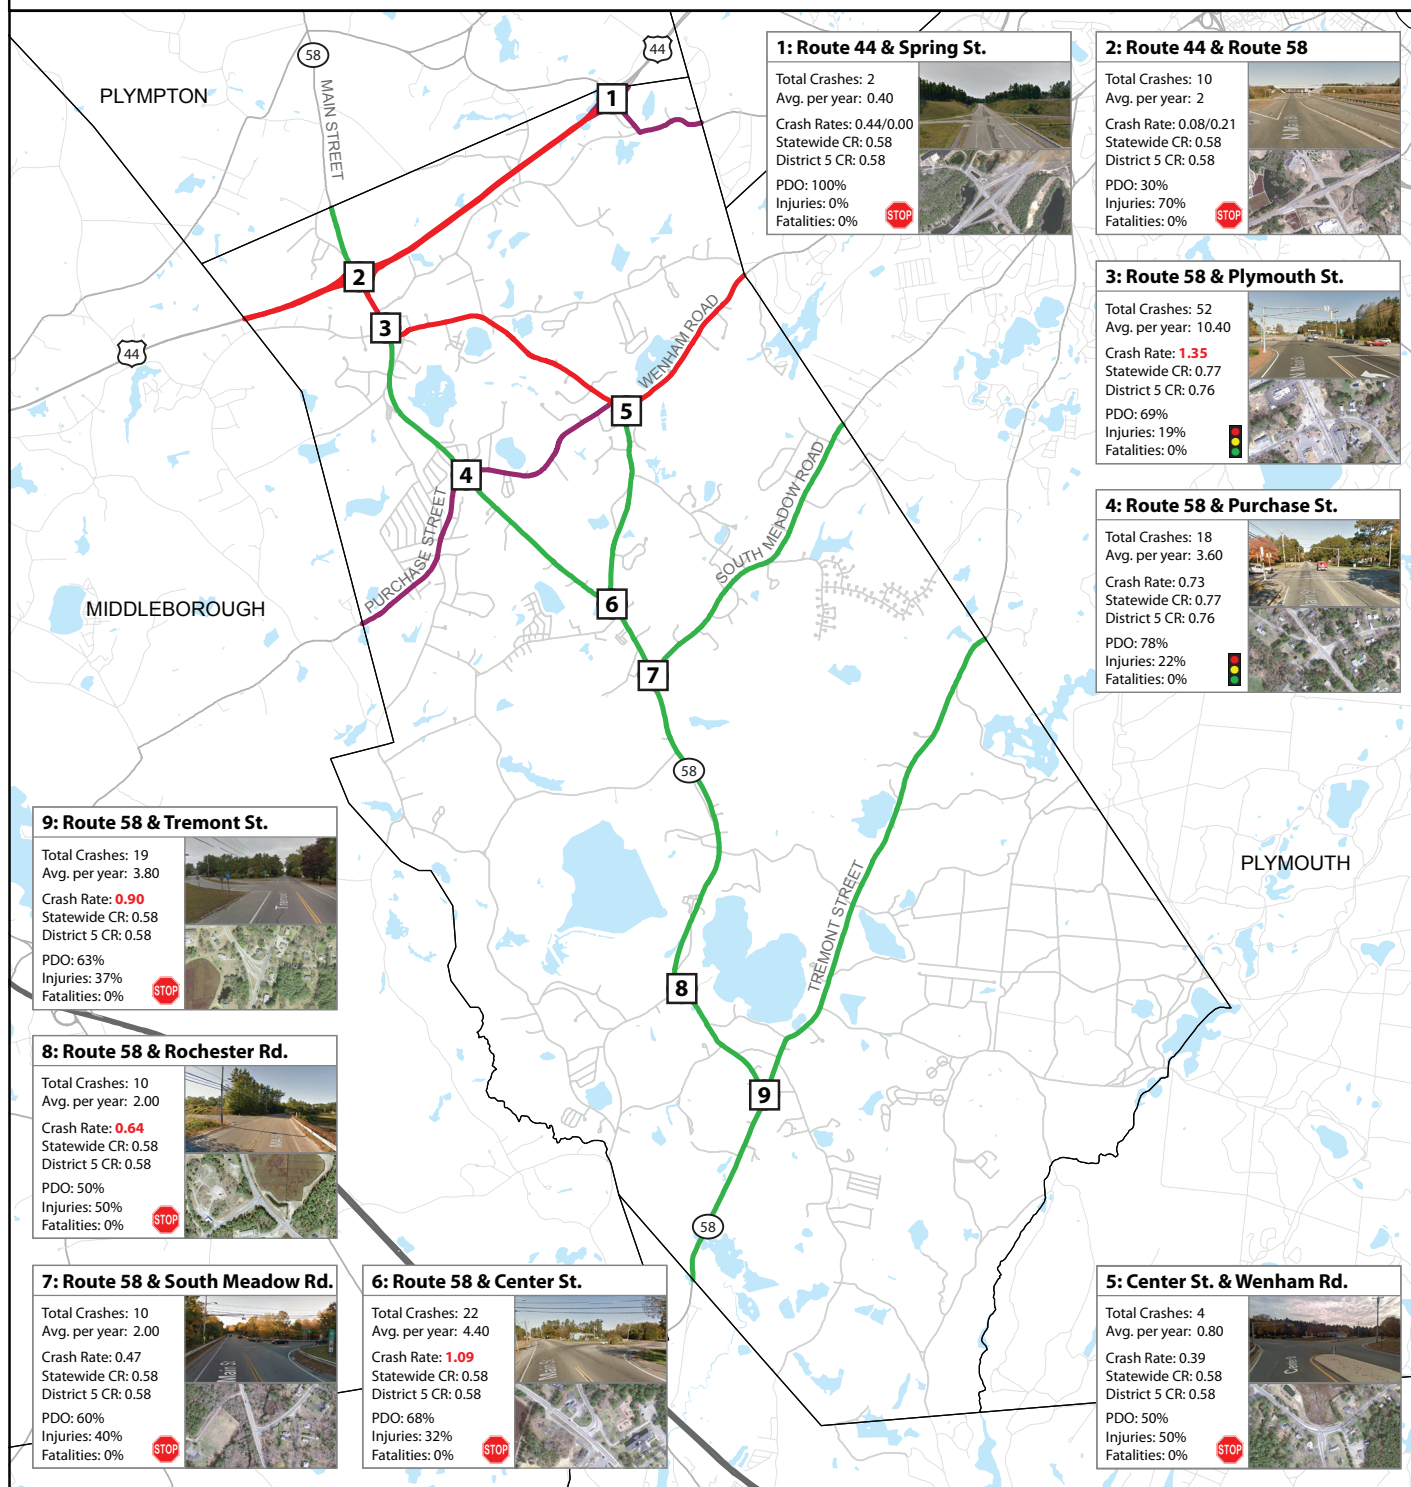 58
44
PLYMPTON
MAIN STREET
1
2
3
44
WENHAM ROAD
5
4
PURCHASE STREET
SOUTH MEADOW ROAD
MIDDLEBOROUGH
6
7
58
PLYMOUTH
TREMONT STREET
8
9
58
1: Route 44 & Spring St.
Total Crashes: 2
Avg. per year: 0.40
Crash Rates: 0.44/0.00
Statewide CR: 0.58
District 5 CR: 0.58
PDO: 100%
Injuries: 0%
Fatalities: 0%
STOP
2: Route 44 & Route 58
Total Crashes: 10
Avg. per year: 2
Crash Rate: 0.08/0.21
Statewide CR: 0.58
District 5 CR: 0.58
PDO: 30%
Injuries: 70%
Fatalities: 0%
STOP
N Main St
3: Route 58 & Plymouth St.
Total Crashes: 52
Avg. per year: 10.40
Crash Rate: 1.35
Statewide CR: 0.77
District 5 CR: 0.76
PDO: 69%
Injuries: 19%
Fatalities: 0%
N Main St
4: Route 58 & Purchase St.
Total Crashes: 18
Avg. per year: 3.60
Crash Rate: 0.73
Statewide CR: 0.77
District 5 CR: 0.76
PDO: 78%
Injuries: 22%
Fatalities: 0%
9: Route 58 & Tremont St.
Total Crashes: 19
Avg. per year: 3.80
Crash Rate: 0.90
Statewide CR: 0.58
District 5 CR: 0.58
PDO: 63%
Injuries: 37%
Fatalities: 0%
STOP
Tremont
8: Route 58 & Rochester Rd.
Total Crashes: 10
Avg. per year: 2.00
Crash Rate: 0.64
Statewide CR: 0.58
District 5 CR: 0.58
PDO: 50%
Injuries: 50%
Fatalities: 0%
STOP
7: Route 58 & South Meadow Rd.
Total Crashes: 10
Avg. per year: 2.00
Crash Rate: 0.47
Statewide CR: 0.58
District 5 CR: 0.58
PDO: 60%
Injuries: 40%
Fatalities: 0%
STOP
Main St
6: Route 58 & Center St.
Total Crashes: 22
Avg. per year: 4.40
Crash Rate: 1.09
Statewide CR: 0.58
District 5 CR: 0.58
PDO: 68%
Injuries: 32%
Fatalities: 0%
STOP
Main St
5: Center St. & Wenham Rd.
Total Crashes: 4
Avg. per year: 0.80
Crash Rate: 0.39
Statewide CR: 0.58
District 5 CR: 0.58
PDO: 50%
Injuries: 50%
Fatalities: 0%
STOP
Center St